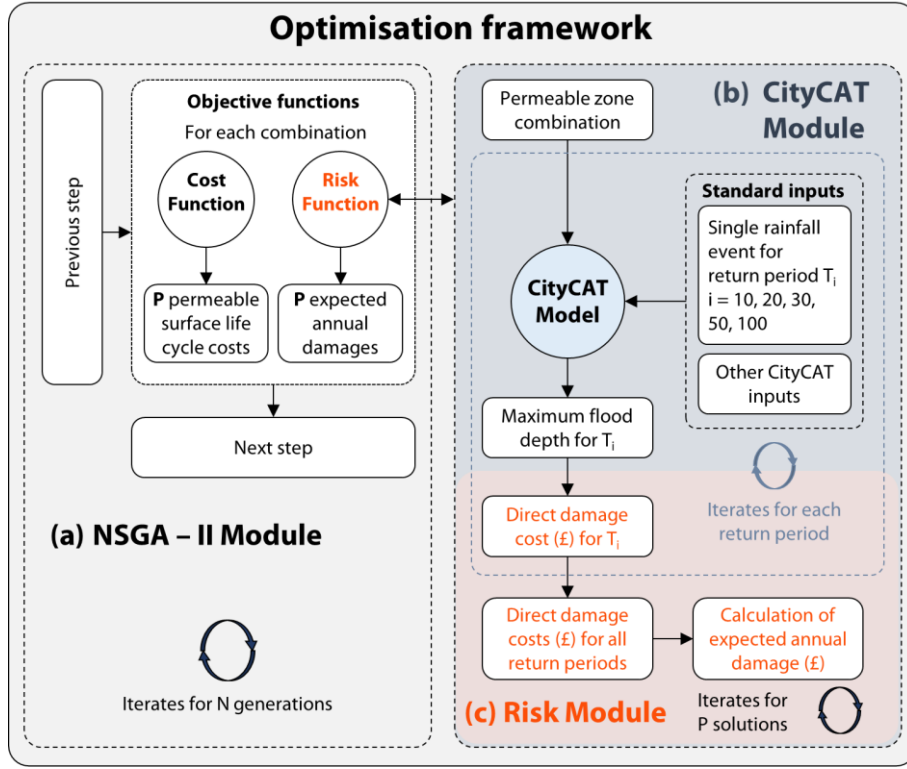 Optimisation framework
Previous step
Objective functions
For each combination
Cost
Function
Risk
Function
P permeable
surface life
cycle costs
P expected
annual
damages
Next step
(a) NSGA – II Module
Iterates for N generations
(b) CityCAT
Module
Permeable zone
combination
Standard inputs
Single rainfall
event for
return period Ti
i = 10, 20, 30,
50, 100
Other CityCAT
inputs
CityCAT
Model
Maximum flood
depth for Ti
Iterates for each
return period
Direct damage
cost (£) for Ti
Direct damage
costs (£) for all
return periods
Calculation of
expected annual
damage (£)
(c) Risk Module
Iterates for
P solutions